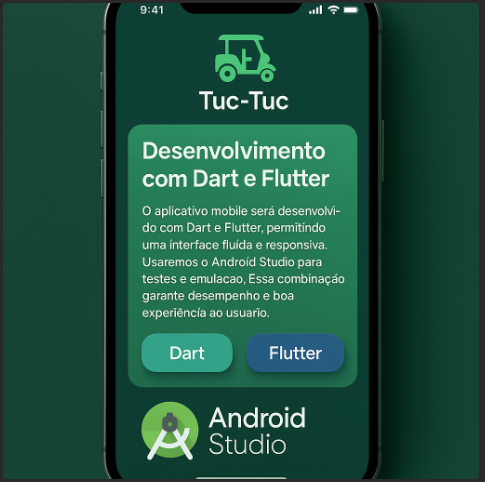 9:41
Tuc-Tuc
Desenvolvimento
com Dart e Flutter
O aplicativo mobile será desenvolvi-
do com Dart e Flutter, permitindo
uma interface fluída e responsiva.
Usaremos o Android Studio para
testes e emulacao, Essa combinação
garante desempenho e boa
experiência ao usuario.
Dart
Flutter
Android
Studio